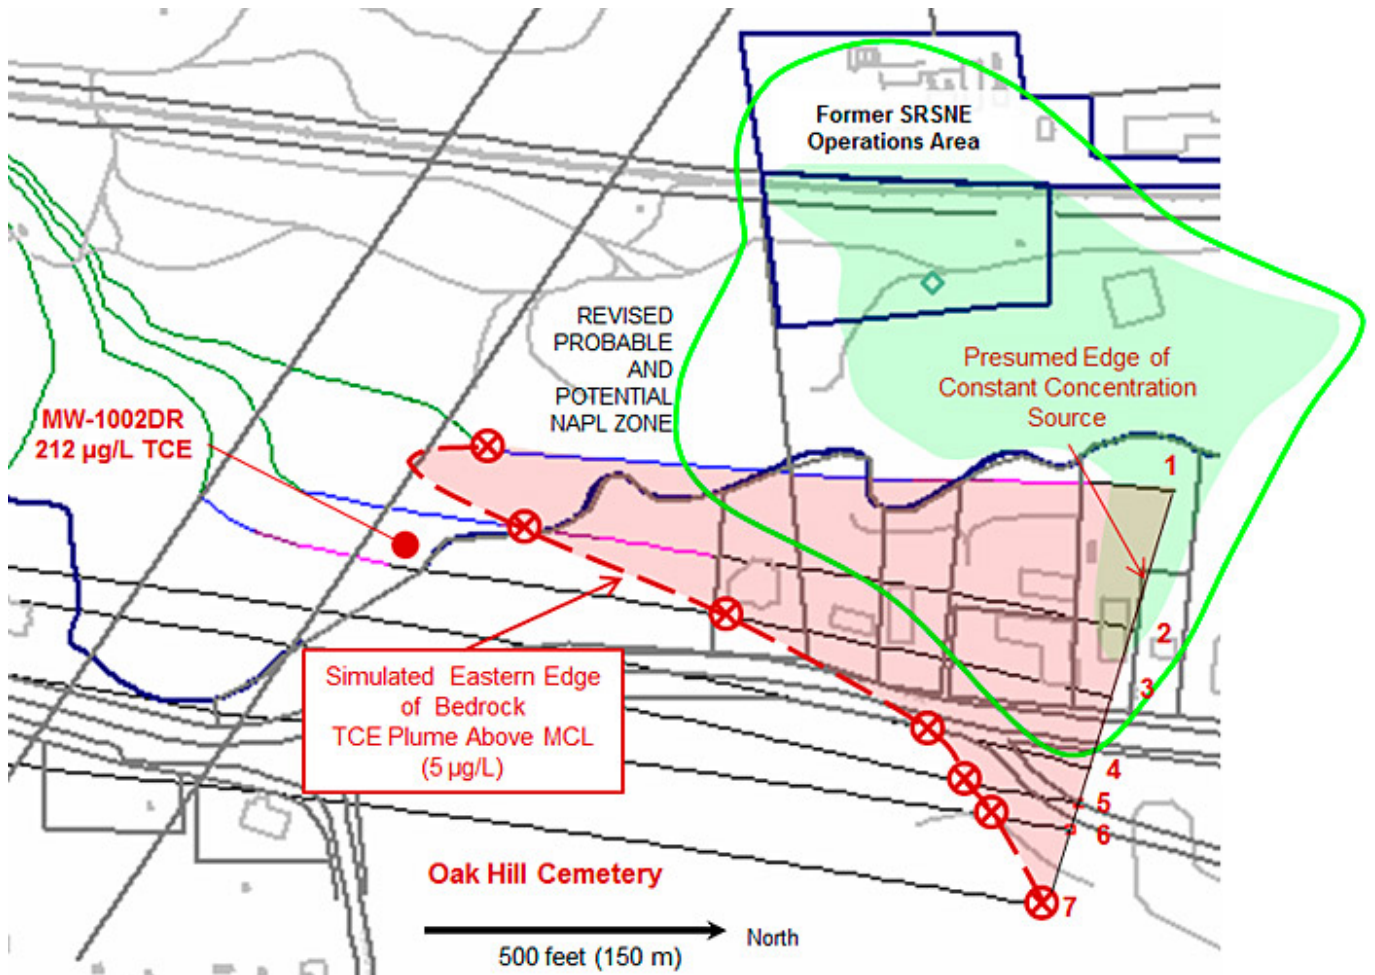 Former SRSNE
Operations Area
REVISED
PROBABLE
AND
POTENTIAL
NAPL ZONE
Presumed Edge of
Constant Concentration
Source
MW-1002DR
212 µg/L TCE
1
2
3
4
5
6
7
Simulated Eastern Edge
of Bedrock
TCE Plume Above MCL
(5 µg/L)
Oak Hill Cemetery
North
500 feet (150 m)